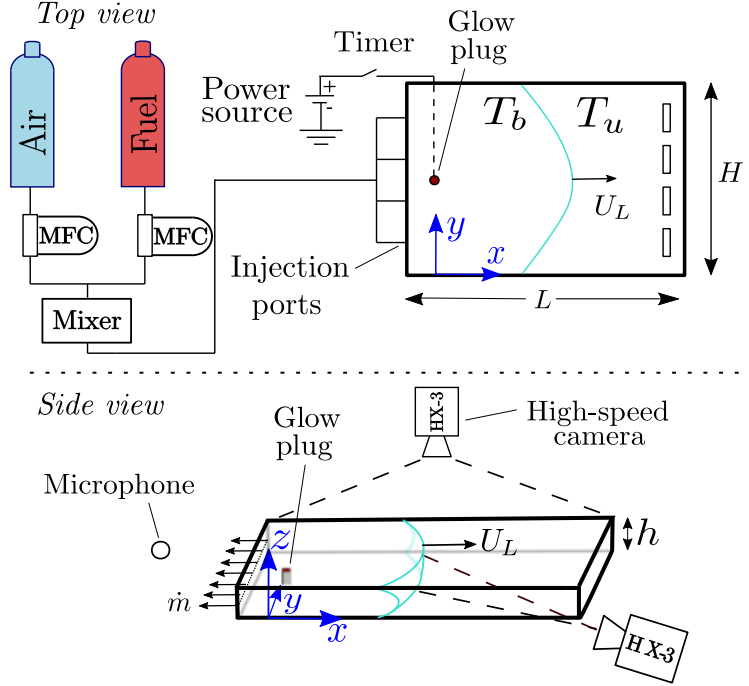 Top view
Air
Fuel
MFC
MFC
Mixer
Power
source
+
-
Timer
Glow
plug
T_b
T_u
U_L
H
y
x
Injection
ports
L
Side view
Glow
plug
HX-3
High-speed
camera
Microphone
z
U_L
h
ṁ
y
x
HX-3